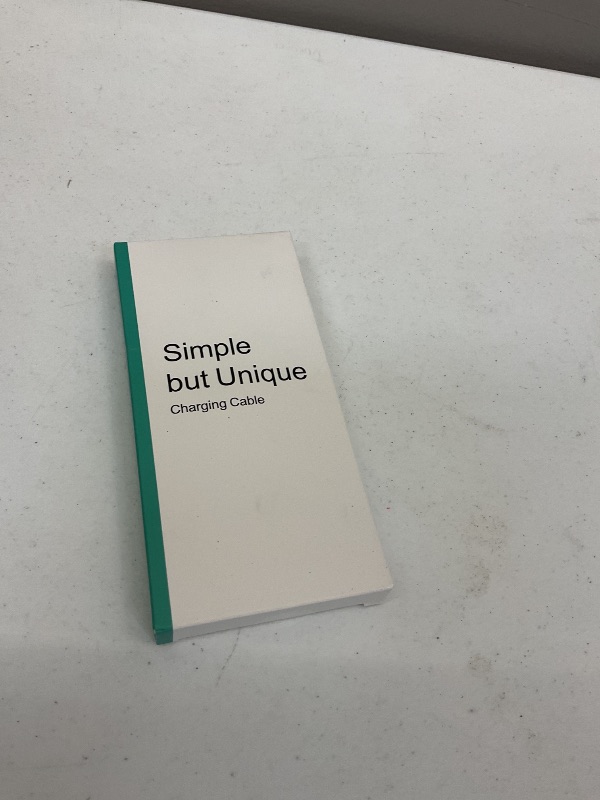 Simple
but Unique
Charging Cable